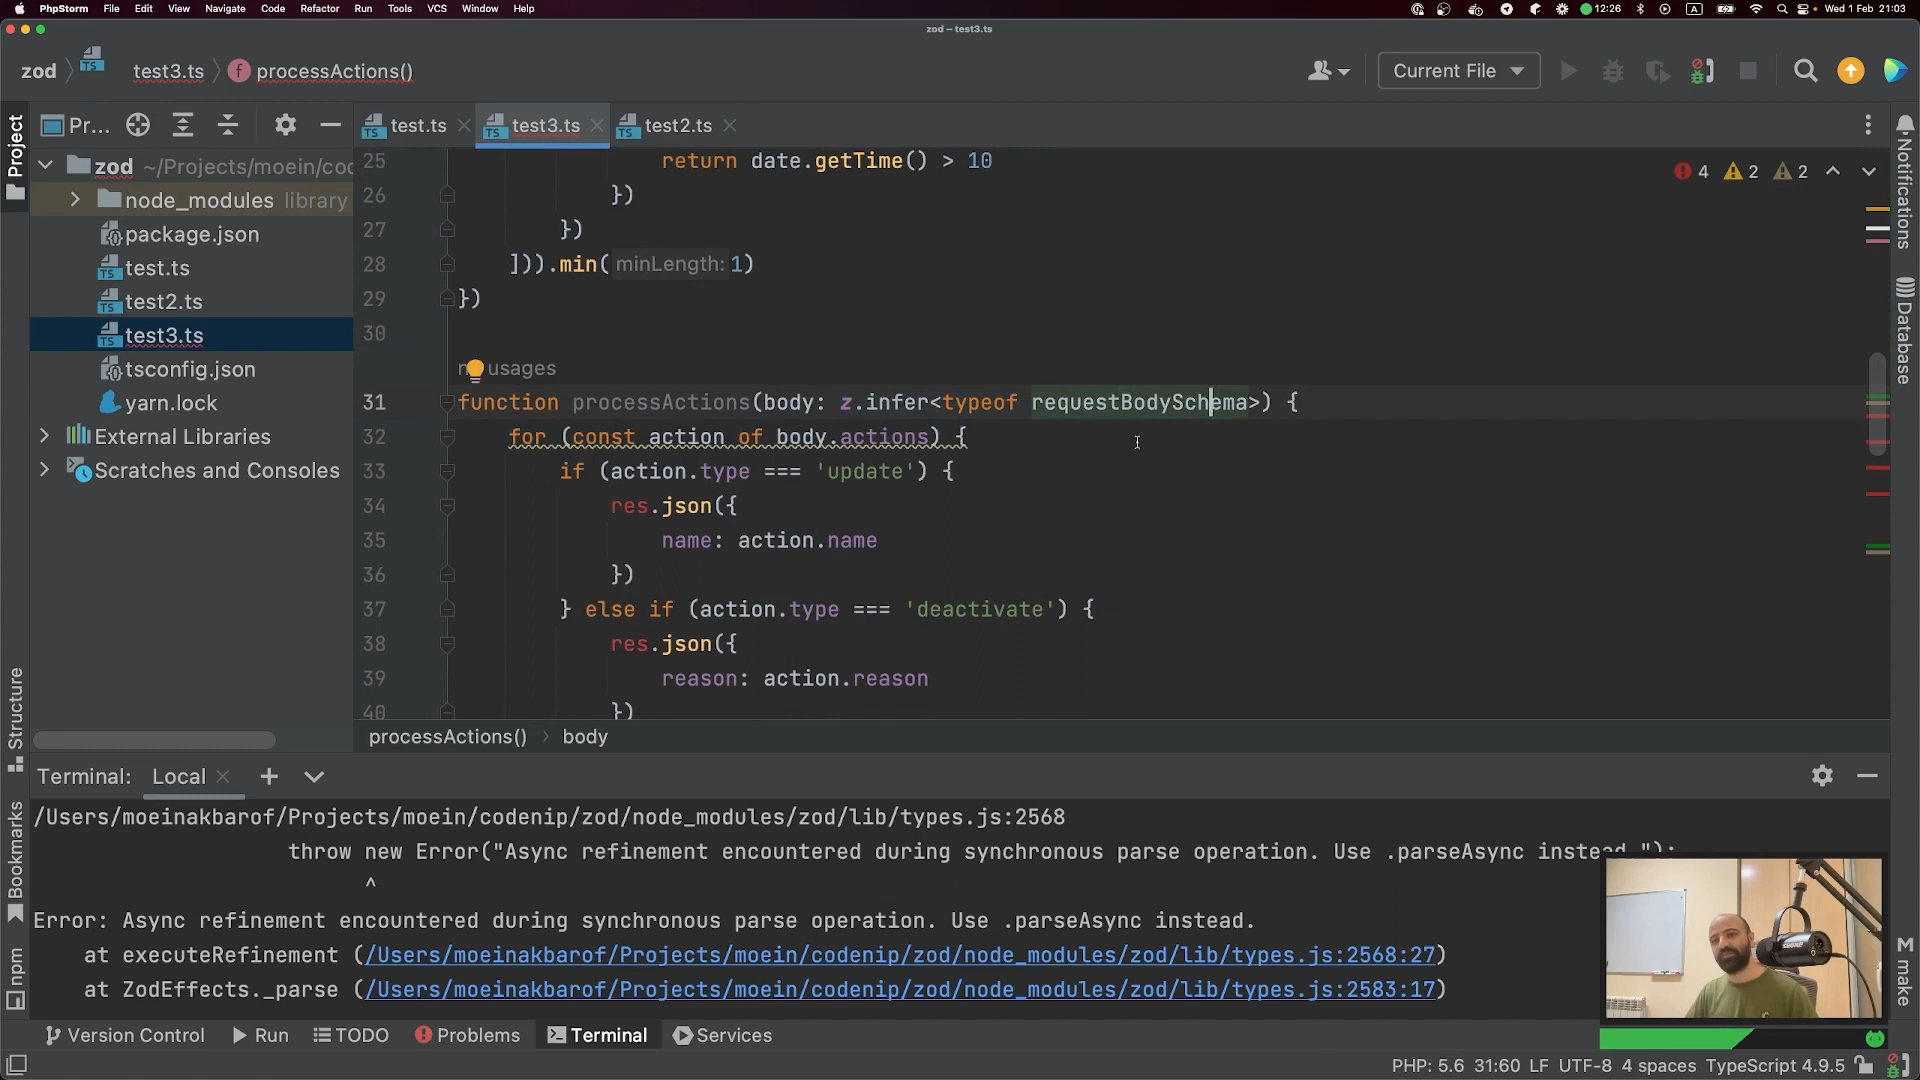 PhpStorm File Edit View Navigate Code Refactor Run Tools VCS Window Help 12:26 A Wed 1 Feb 21:03
zod – test3.ts
zod test3.ts processActions() Current File
Pr... test.ts test3.ts test2.ts
Project
zod ~/Projects/moein/coc
node_modules library
package.json
test.ts
test2.ts
test3.ts
tsconfig.json
yarn.lock
External Libraries
Scratches and Consoles
4 2 2
25 return date.getTime() > 10
26 })
27 })
28 ])).min( minLength: 1)
29 })
30
usages
31 function processActions(body: z.infer<typeof requestBodySchema>) {
32 for (const action of body.actions) {
33 if (action.type === 'update') {
34 res.json({
35 name: action.name
36 })
37 } else if (action.type === 'deactivate') {
38 res.json({
39 reason: action.reason
40 })
processActions() body
Notifications
Database
make
Structure
Bookmarks
npm
Terminal: Local
/Users/moeinakbarof/Projects/moein/codenip/zod/node_modules/zod/lib/types.js:2568
throw new Error("Async refinement encountered during synchronous parse operation. Use .parseAsync instead.");
^
Error: Async refinement encountered during synchronous parse operation. Use .parseAsync instead.
at executeRefinement (/Users/moeinakbarof/Projects/moein/codenip/zod/node_modules/zod/lib/types.js:2568:27)
at ZodEffects._parse (/Users/moeinakbarof/Projects/moein/codenip/zod/node_modules/zod/lib/types.js:2583:17)
Version Control Run TODO Problems Terminal Services
PHP: 5.6 31:60 LF UTF-8 4 spaces TypeScript 4.9.5